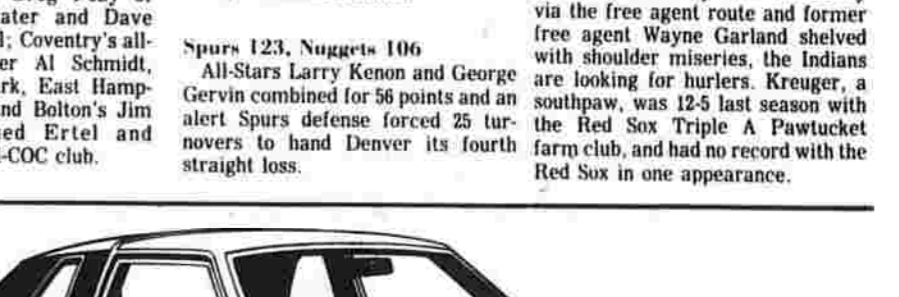 ater and Dave
l; Coventry's all-
er Al Schmidt,
rk, East Hamp-
nd Bolton's Jim
ed Ertel and
-COC club.
Spurs 123, Nuggets 106
All-Stars Larry Kenon and George
Gervin combined for 56 points and an
alert Spurs defense forced 25 tur-
novers to hand Denver its fourth
straight loss.
via the free agent route and former
free agent Wayne Garland shelved
with shoulder miseries, the Indians
are looking for hurlers. Kreuger, a
southpaw, was 12-5 last season with
the Red Sox Triple A Pawtucket
farm club, and had no record with the
Red Sox in one appearance.